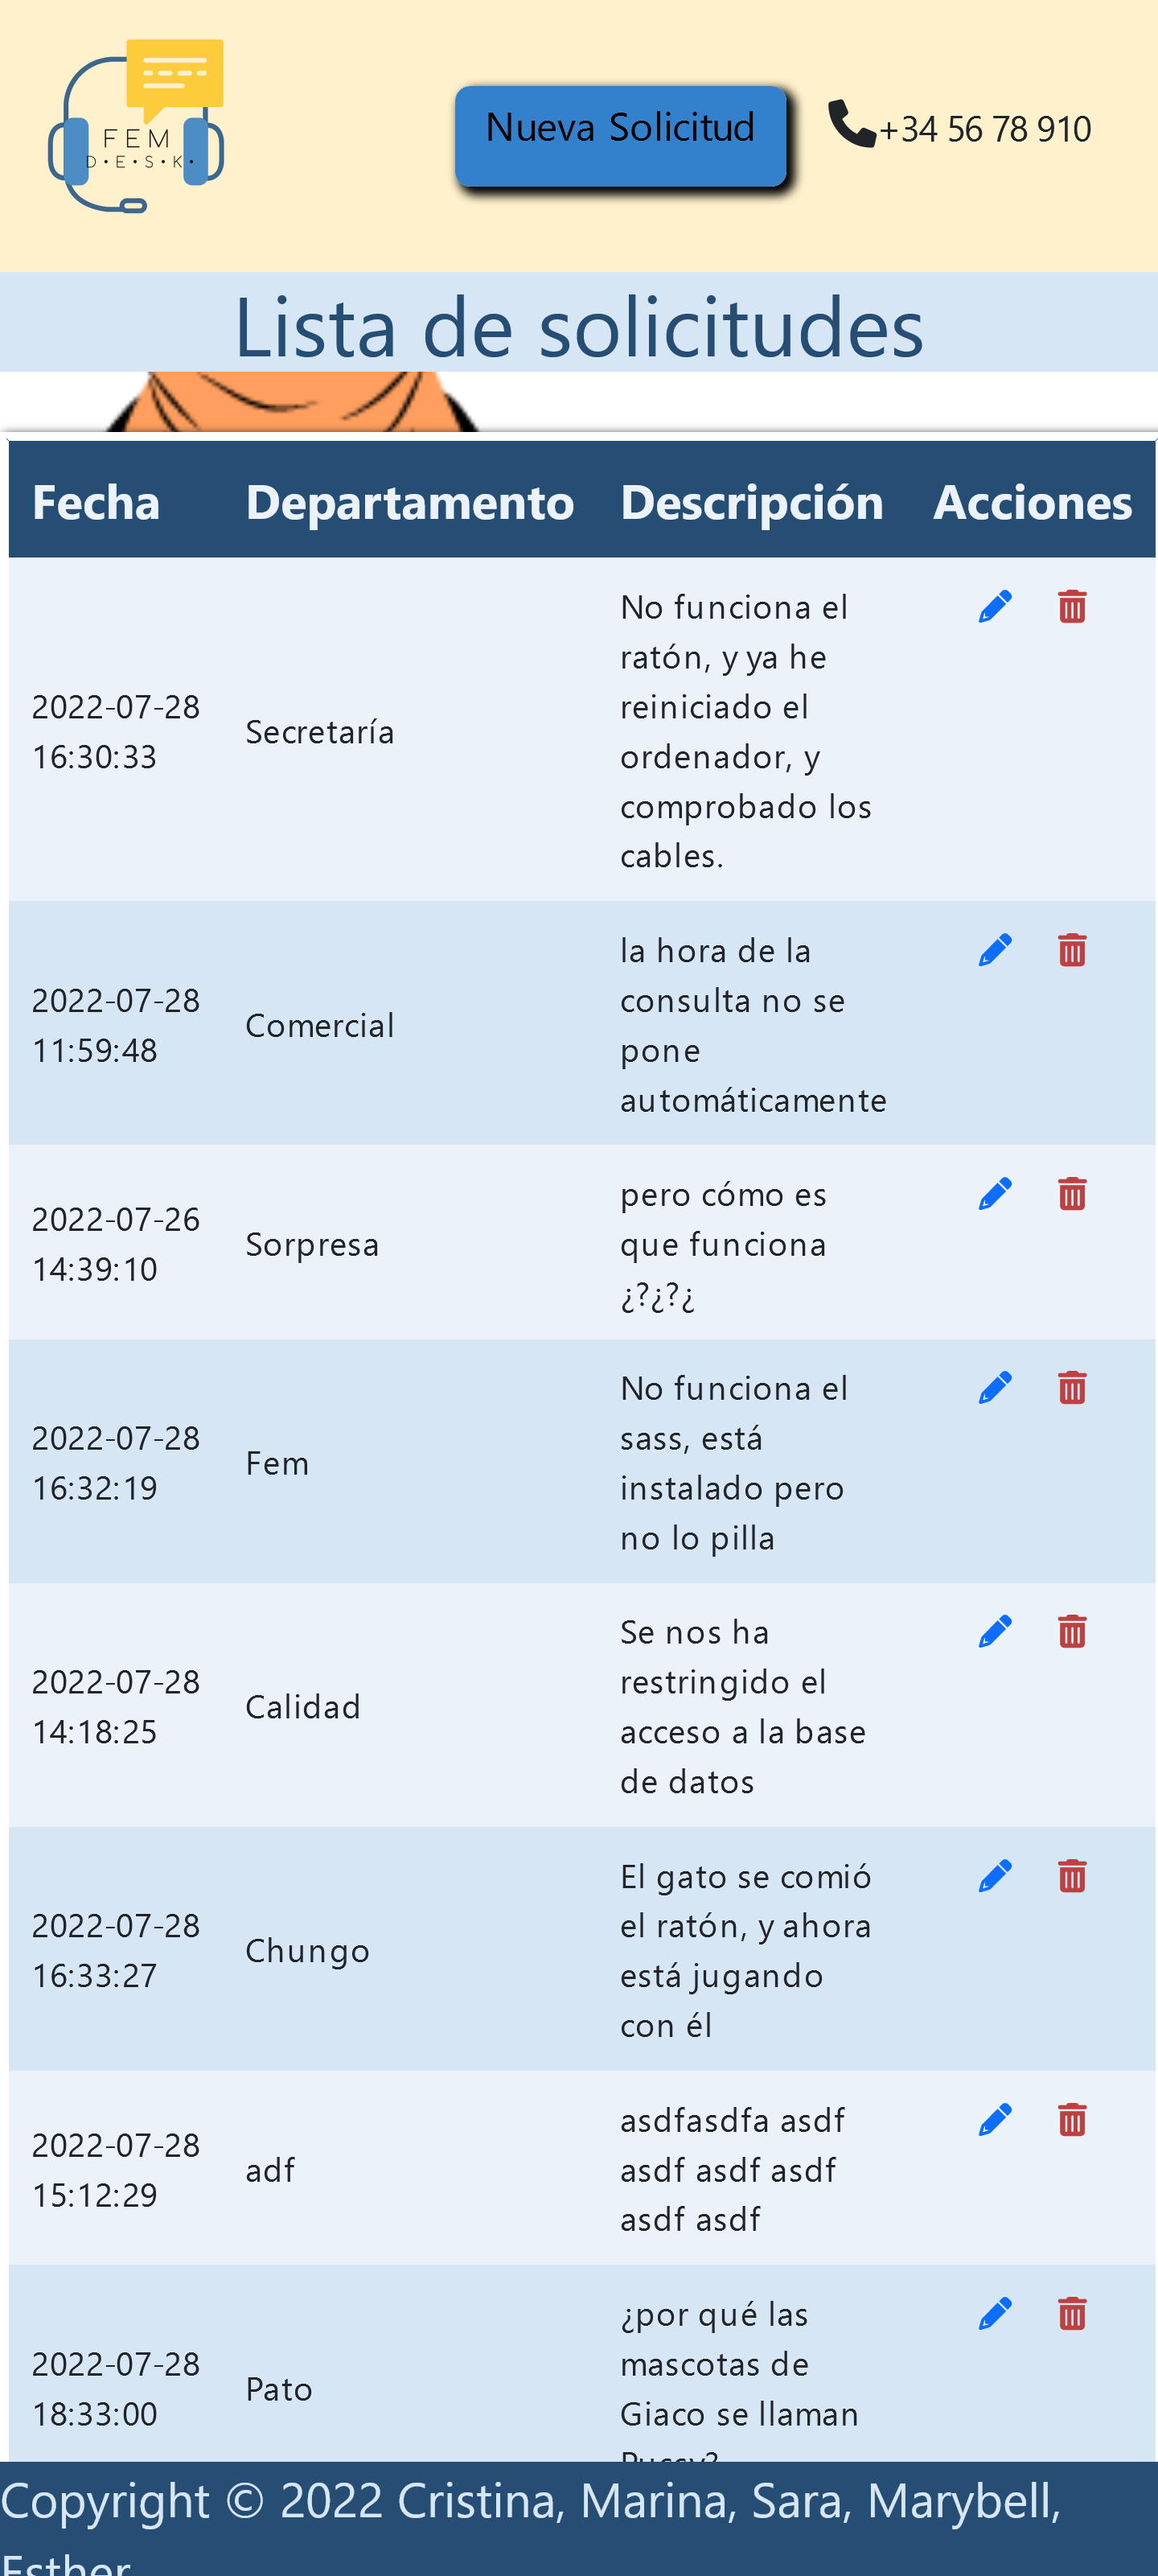 FEM
D•E•S•K•
Nueva Solicitud
+34 56 78 910
Lista de solicitudes
Fecha Departamento Descripción Acciones
2022-07-28
16:30:33
Secretaría
No funciona el
ratón, y ya he
reiniciado el
ordenador, y
comprobado los
cables.
2022-07-28
11:59:48
Comercial
la hora de la
consulta no se
pone
automáticamente
2022-07-26
14:39:10
Sorpresa
pero cómo es
que funciona
¿?¿?¿
2022-07-28
16:32:19
Fem
No funciona el
sass, está
instalado pero
no lo pilla
2022-07-28
14:18:25
Calidad
Se nos ha
restringido el
acceso a la base
de datos
2022-07-28
16:33:27
Chungo
El gato se comió
el ratón, y ahora
está jugando
con él
2022-07-28
15:12:29
adf
asdfasdfa asdf
asdf asdf asdf
asdf asdf
2022-07-28
18:33:00
Pato
¿por qué las
mascotas de
Giaco se llaman
Copyright © 2022 Cristina, Marina, Sara, Marybell,
Esther